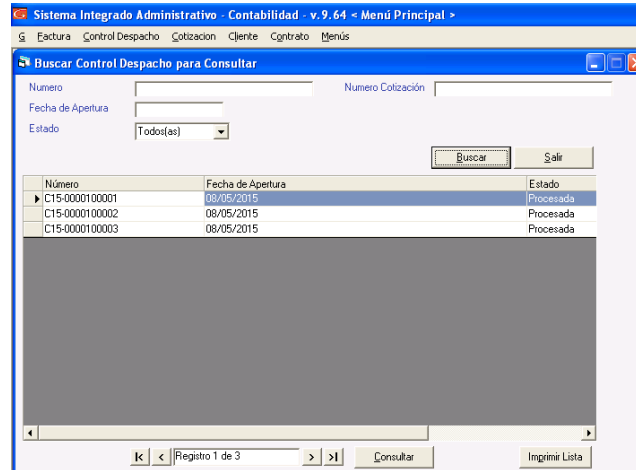 G Sistema Integrado Administrativo - Contabilidad - v.9.64 < Menú Principal >
G Factura Control Despacho Cotizacion Cliente Contrato Menús
Buscar Control Despacho para Consultar
Numero Numero Cotización
Fecha de Apertura
Estado Todos(as)
Buscar Salir
Número Fecha de Apertura Estado
C15-0000100001 08/05/2015 Procesada
C15-0000100002 08/05/2015 Procesada
C15-0000100003 08/05/2015 Procesada
Registro 1 de 3 Consultar Imprimir Lista